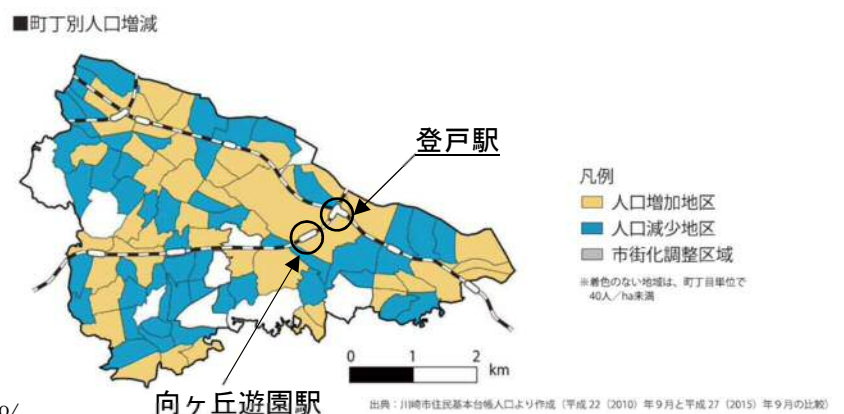 ■町丁別人口増減
登戸駅
凡例
人口増加地区
人口減少地区
市街化調整区域
※着色のない地域は、町丁目単位で
40人/ha未満
0 1 2
km
向ヶ丘遊園駅
出典：川崎市住民基本台帳人口より作成（平成22（2010）年9月と平成27（2015）年9月の比較）